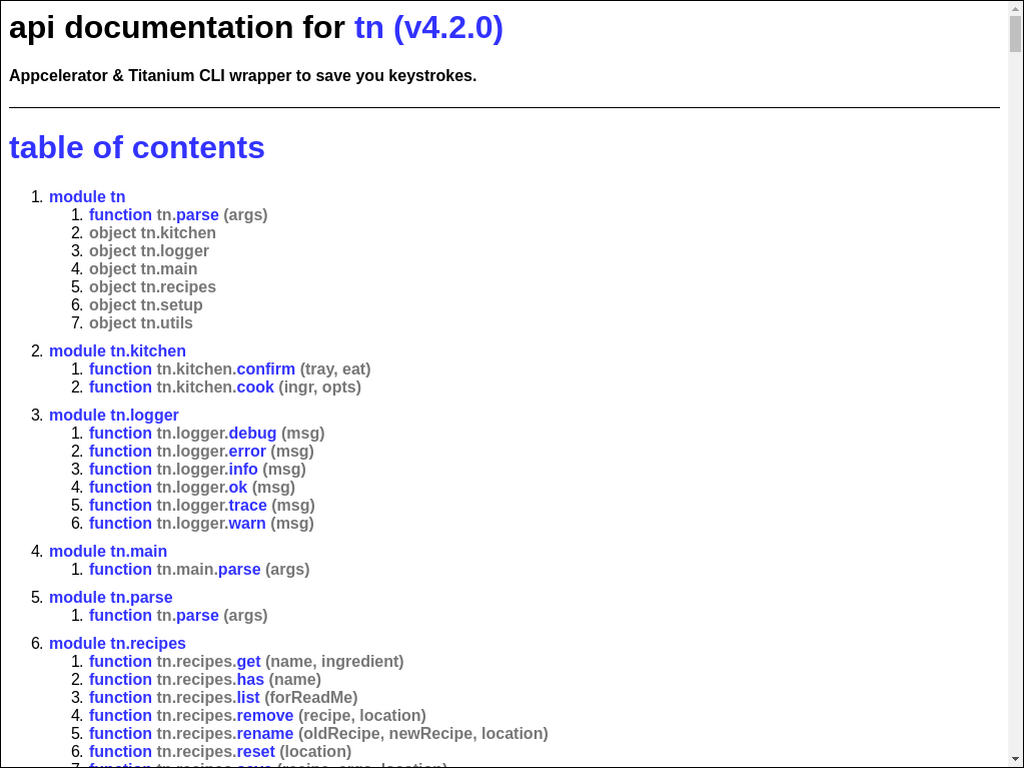 api documentation for tn (v4.2.0)
Appcelerator & Titanium CLI wrapper to save you keystrokes.
table of contents
1. module tn
1. function tn.parse (args)
2. object tn.kitchen
3. object tn.logger
4. object tn.main
5. object tn.recipes
6. object tn.setup
7. object tn.utils
2. module tn.kitchen
1. function tn.kitchen.confirm (tray, eat)
2. function tn.kitchen.cook (ingr, opts)
3. module tn.logger
1. function tn.logger.debug (msg)
2. function tn.logger.error (msg)
3. function tn.logger.info (msg)
4. function tn.logger.ok (msg)
5. function tn.logger.trace (msg)
6. function tn.logger.warn (msg)
4. module tn.main
1. function tn.main.parse (args)
5. module tn.parse
1. function tn.parse (args)
6. module tn.recipes
1. function tn.recipes.get (name, ingredient)
2. function tn.recipes.has (name)
3. function tn.recipes.list (forReadMe)
4. function tn.recipes.remove (recipe, location)
5. function tn.recipes.rename (oldRecipe, newRecipe, location)
6. function tn.recipes.reset (location)
7. function tn.recipes.save (recipe, args, location)